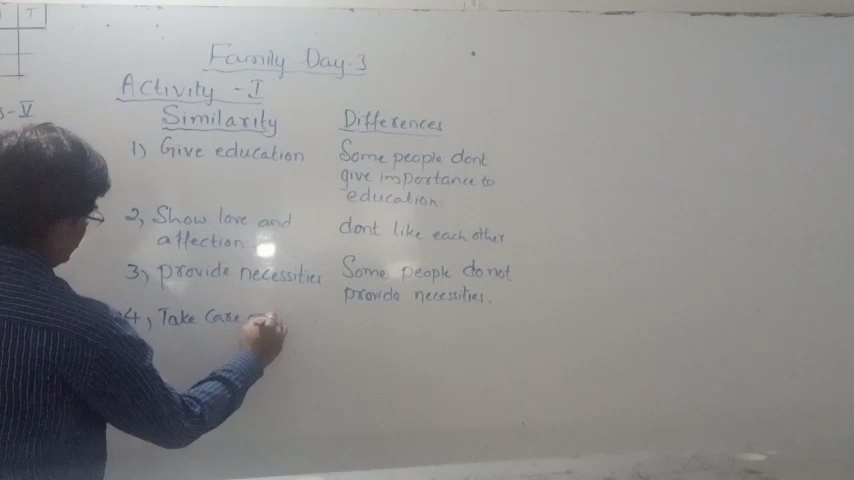 T
s-V
Family Day-3
Activity - I
Similarity
Differences
1) Give education
Some people dont
give importance to
education.
2, Show love and
affection
dont like each other
3, provide necessities
Some people do not
provide necessities.
4, Take Care